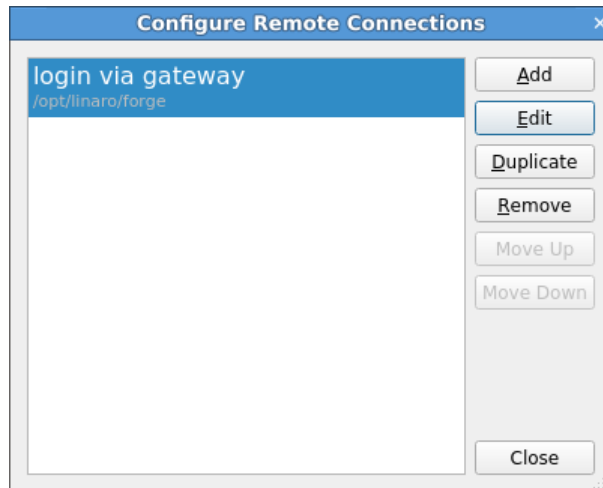 Configure Remote Connections
login via gateway
/opt/linaro/forge
Add
Edit
Duplicate
Remove
Move Up
Move Down
Close